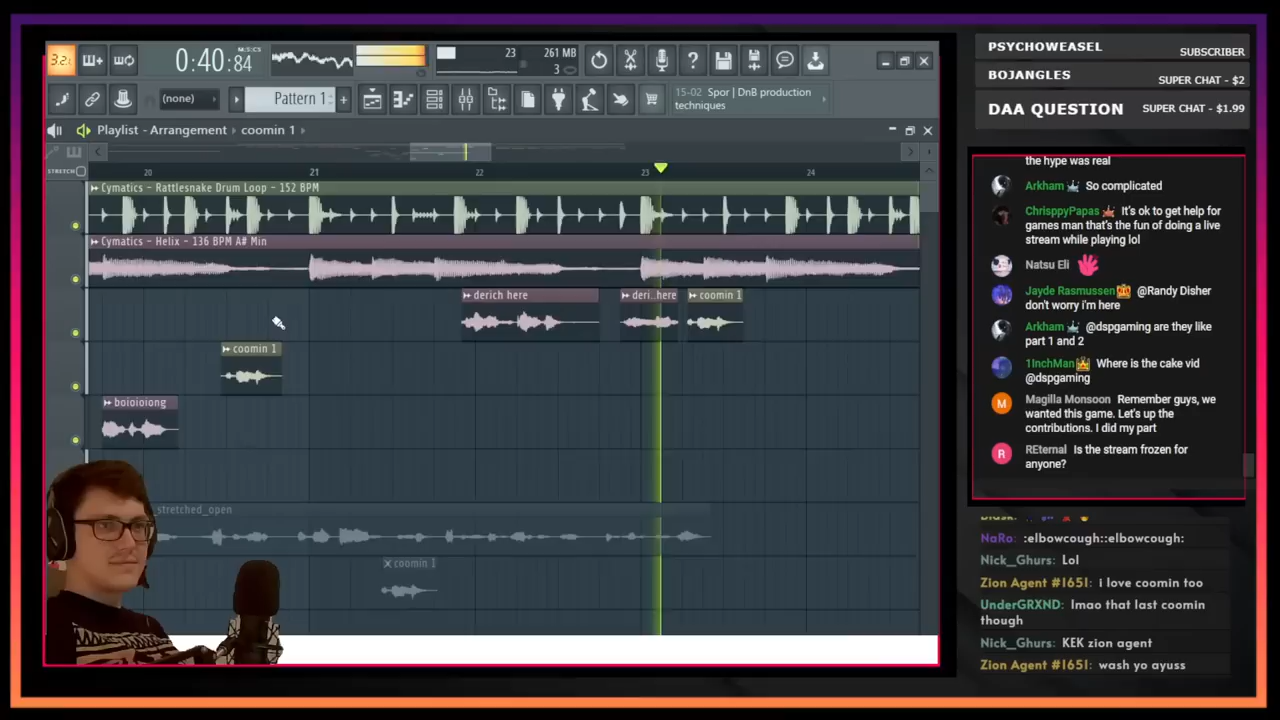 3.2:
0:40:84
M:S:CS
23
261 MB
3
(none)
Pattern 1
15-02 Spor | DnB production
techniques
Playlist - Arrangement
coomin 1
STRETCH
20
21
22
23
24
Cymatics - Rattlesnake Drum Loop - 152 BPM
Cymatics - Helix - 136 BPM A# Min
derich here
deri..here
coomin 1
coomin 1
boioioiong
_stretched_open
coomin 1
PSYCHOWEASEL
SUBSCRIBER
BOJANGLES
SUPER CHAT - $2
DAA QUESTION
SUPER CHAT - $1.99
the hype was real
Arkham So complicated
ChrisppyPapas It's ok to get help for
games man that's the fun of doing a live
stream while playing lol
Natsu Eli
Jayde Rasmussen @Randy Disher
don't worry i'm here
Arkham @dspgaming are they like
part 1 and 2
1InchMan Where is the cake vid
@dspgaming
Magilla Monsoon Remember guys, we
wanted this game. Let's up the
contributions. I did my part
REternal Is the stream frozen for
anyone?
NaRo: :elbowcough::elbowcough:
Nick_Ghurs: Lol
Zion Agent #1651: i love coomin too
UnderGRXND: lmao that last coomin
though
Nick_Ghurs: KEK zion agent
Zion Agent #1651: wash yo ayuss